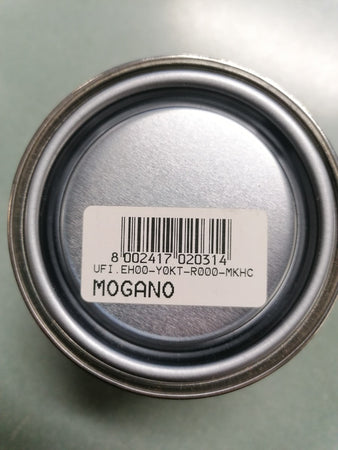 8 002417 020314
UFI.EH00-Y0KT-R000-MKHC
MOGANO